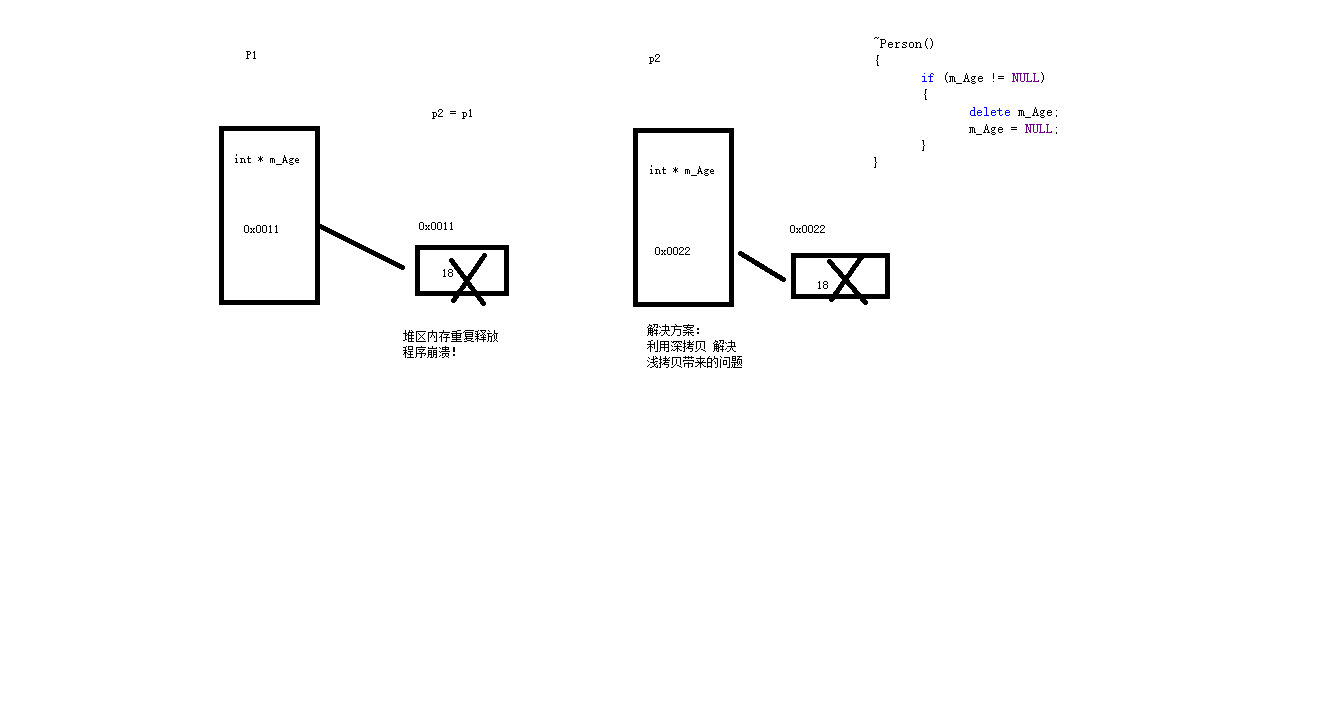 P1
p2 = p1
int * m_Age
0x0011
0x0011
18
堆区内存重复释放
程序崩溃!
p2
int * m_Age
0x0022
0x0022
18
解决方案:
利用深拷贝 解决
浅拷贝带来的问题
~Person()
{
if (m_Age != NULL)
{
delete m_Age;
m_Age = NULL;
}
}